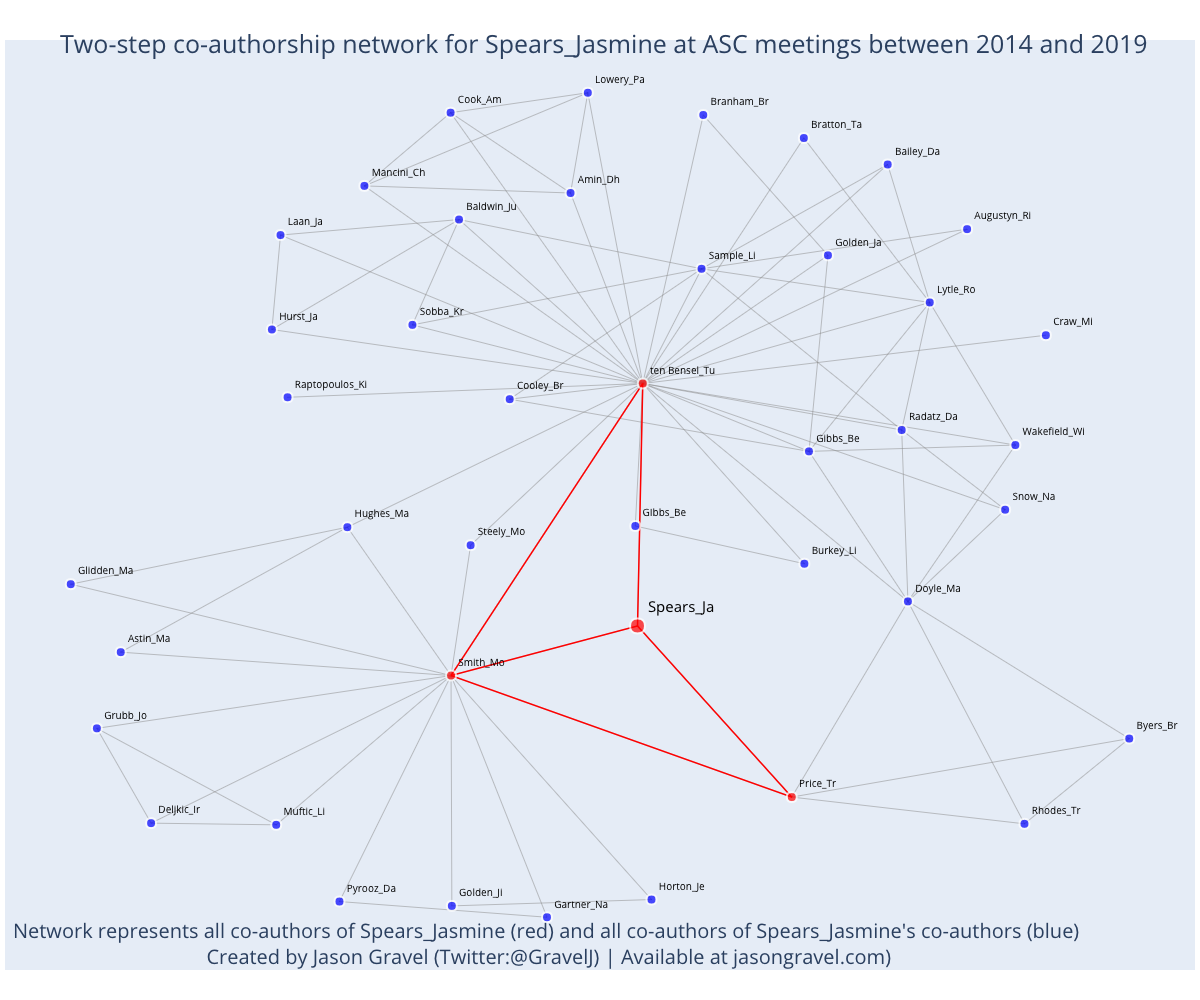 Two-step co-authorship network for Spears_Jasmine at ASC meetings between 2014 and 2019
Lowery_Pa
Cook_Am
Branham_Br
Bratton_Ta
Bailey_Da
Mancini_Ch
Amin_Dh
Baldwin_Ju
Laan_Ja
Augustyn_Ri
Golden_Ja
Sample_Li
Lytle_Ro
Sobba_Kr
Hurst_Ja
Craw_Mi
ten Bensel_Tu
Raptopoulos_Ki
Cooley_Br
Radatz_Da
Gibbs_Be
Wakefield_Wi
Snow_Na
Hughes_Ma
Gibbs_Be
Steely_Mo
Burkey_Li
Glidden_Ma
Doyle_Ma
Spears_Ja
Astin_Ma
Smith_Mo
Grubb_Jo
Byers_Br
Price_Tr
Deljkic_Ir
Muftic_Li
Rhodes_Tr
Pyrooz_Da
Golden_Ji
Horton_Je
Gartner_Na
Network represents all co-authors of Spears_Jasmine (red) and all co-authors of Spears_Jasmine's co-authors (blue)
Created by Jason Gravel (Twitter:@GravelJ) | Available at jasongravel.com)